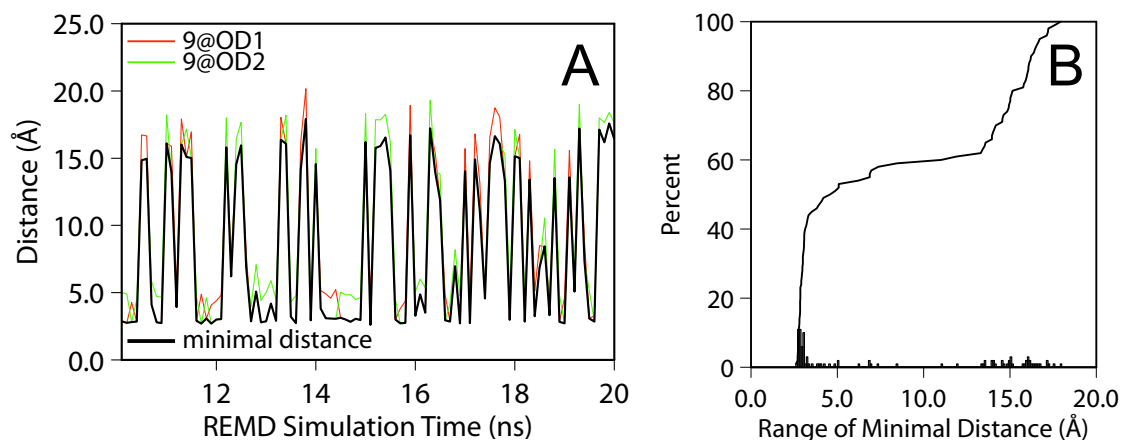 A
25.0
20.0
15.0
10.0
5.0
0.0
Distance (Å)
9@OD1
9@OD2
minimal distance
12
14
16
18
20
REMD Simulation Time (ns)
B
100
80
60
40
20
0
Percent
0.0
5.0
10.0
15.0
20.0
Range of Minimal Distance (Å)